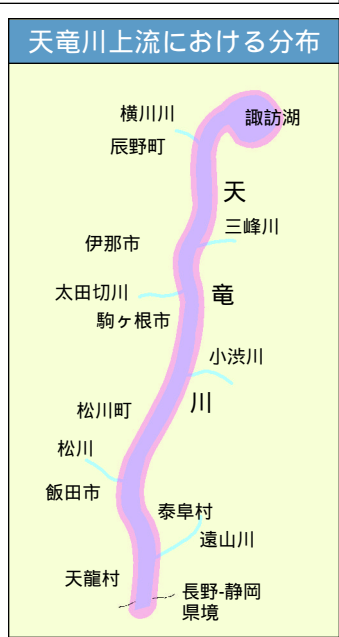 天竜川上流における分布
横川川
諏訪湖
辰野町
天
三峰川
伊那市
太田切川
竜
駒ヶ根市
小渋川
松川町
川
松川
飯田市
泰阜村
遠山川
天龍村
長野-静岡
県境